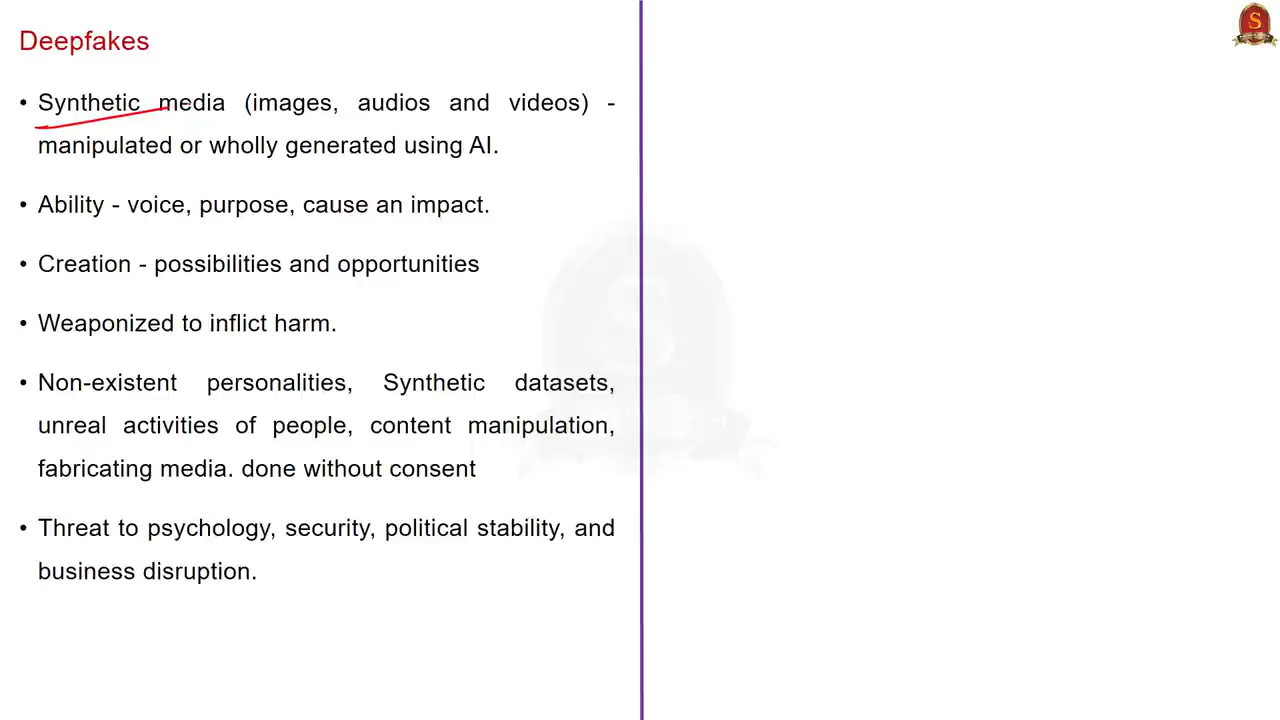 Deepfakes
• Synthetic media (images, audios and videos) -
manipulated or wholly generated using AI.
• Ability - voice, purpose, cause an impact.
• Creation - possibilities and opportunities
• Weaponized to inflict harm.
• Non-existent personalities, Synthetic datasets,
unreal activities of people, content manipulation,
fabricating media. done without consent
• Threat to psychology, security, political stability, and
business disruption.
S
S